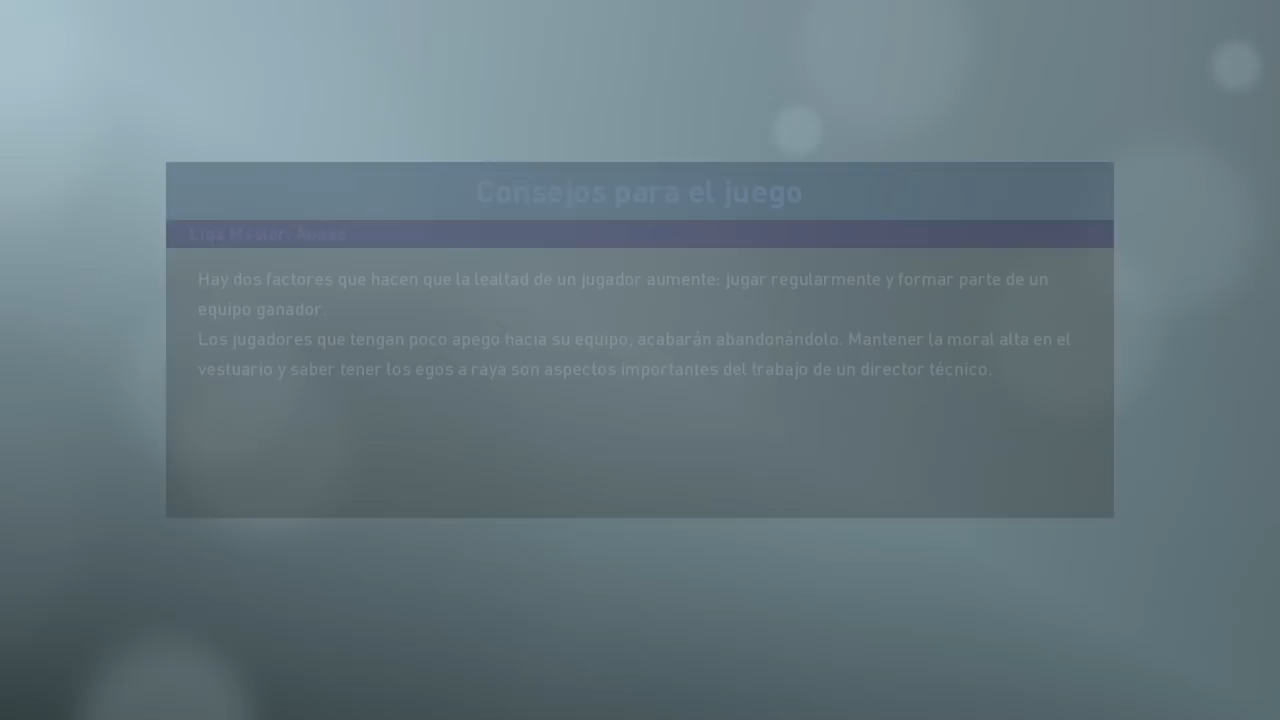 Consejos para el juego
Liga Máster: Apego
Hay dos factores que hacen que la lealtad de un jugador aumente: jugar regularmente y formar parte de un
equipo ganador.
Los jugadores que tengan poco apego hacia su equipo, acabarán abandonándolo. Mantener la moral alta en el
vestuario y saber tener los egos a raya son aspectos importantes del trabajo de un director técnico.